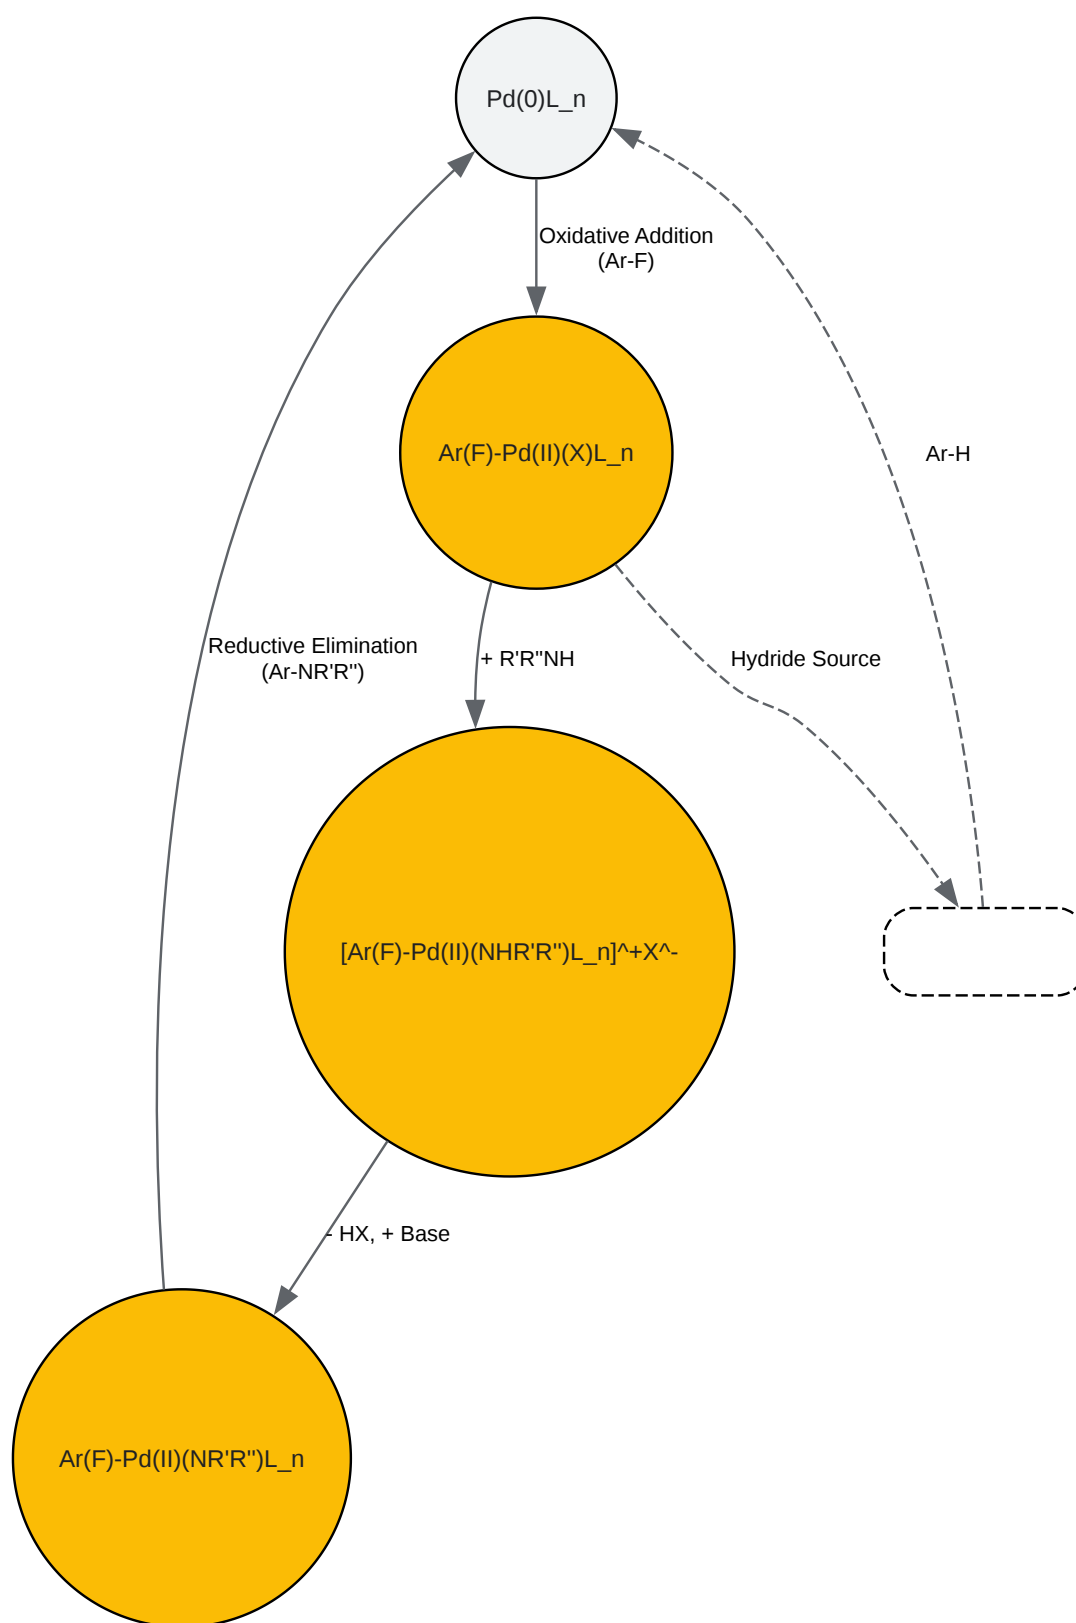 Pd(0)L_n
Oxidative Addition
(Ar-F)
Ar(F)-Pd(II)(X)L_n
Ar-H
Reductive Elimination
(Ar-NR'R'')
+ R'R''NH
Hydride Source
[Ar(F)-Pd(II)(NHR'R'')L_n]^+X^-
- HX, + Base
Ar(F)-Pd(II)(NR'R'')L_n